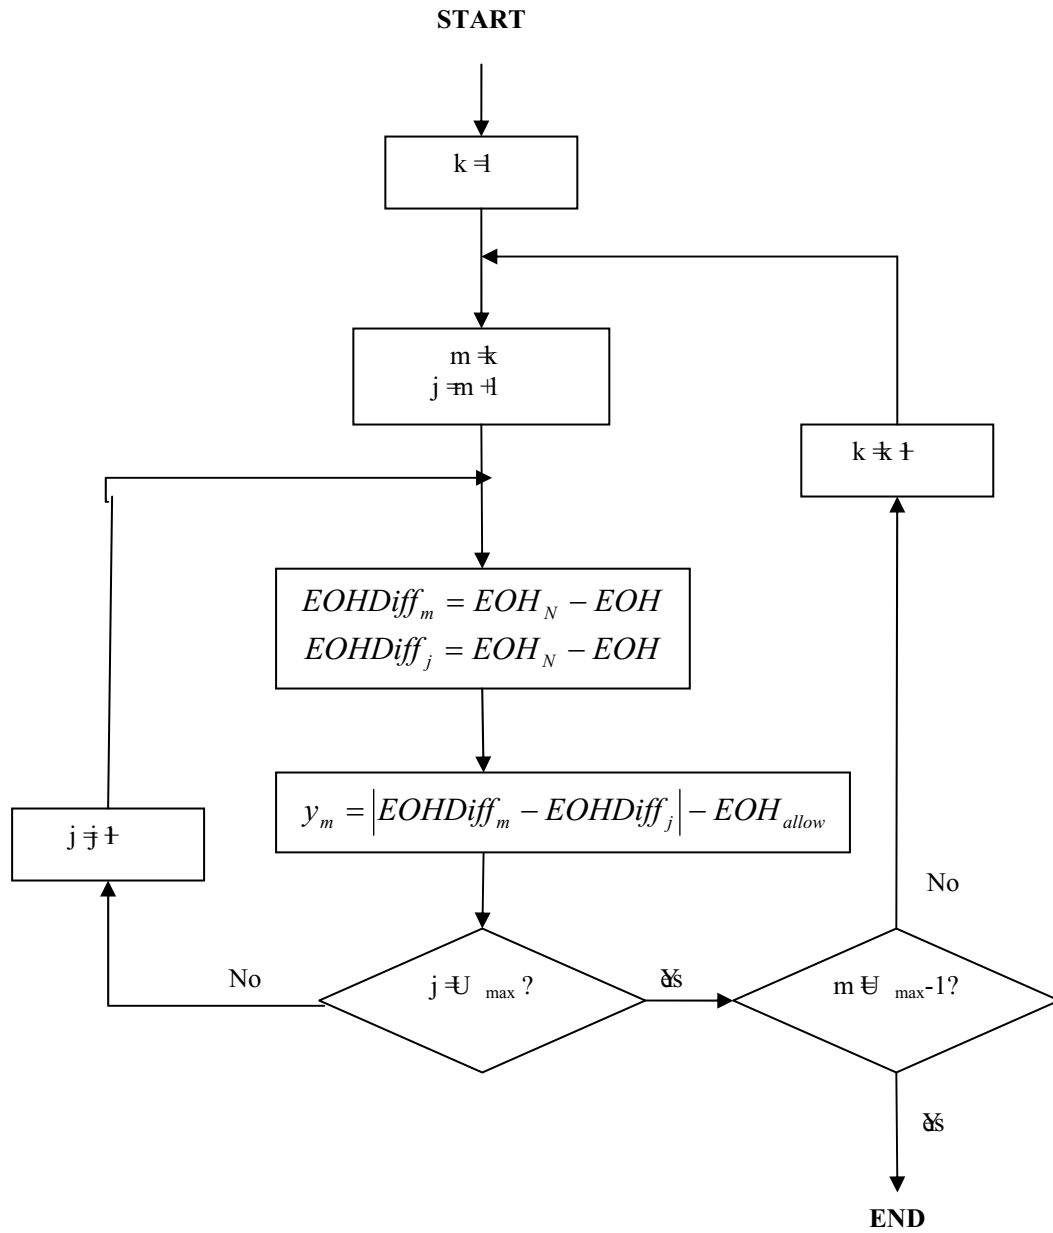 START
k =1
m =k
j =m +1
k =k +
EOHDiff_m = EOH_N − EOH
EOHDiff_j = EOH_N − EOH
y_m = |EOHDiff_m − EOHDiff_j| − EOH_allow
j =j +1
No
No
j =U_max ?
Yes
m =U_max-1?
Yes
END